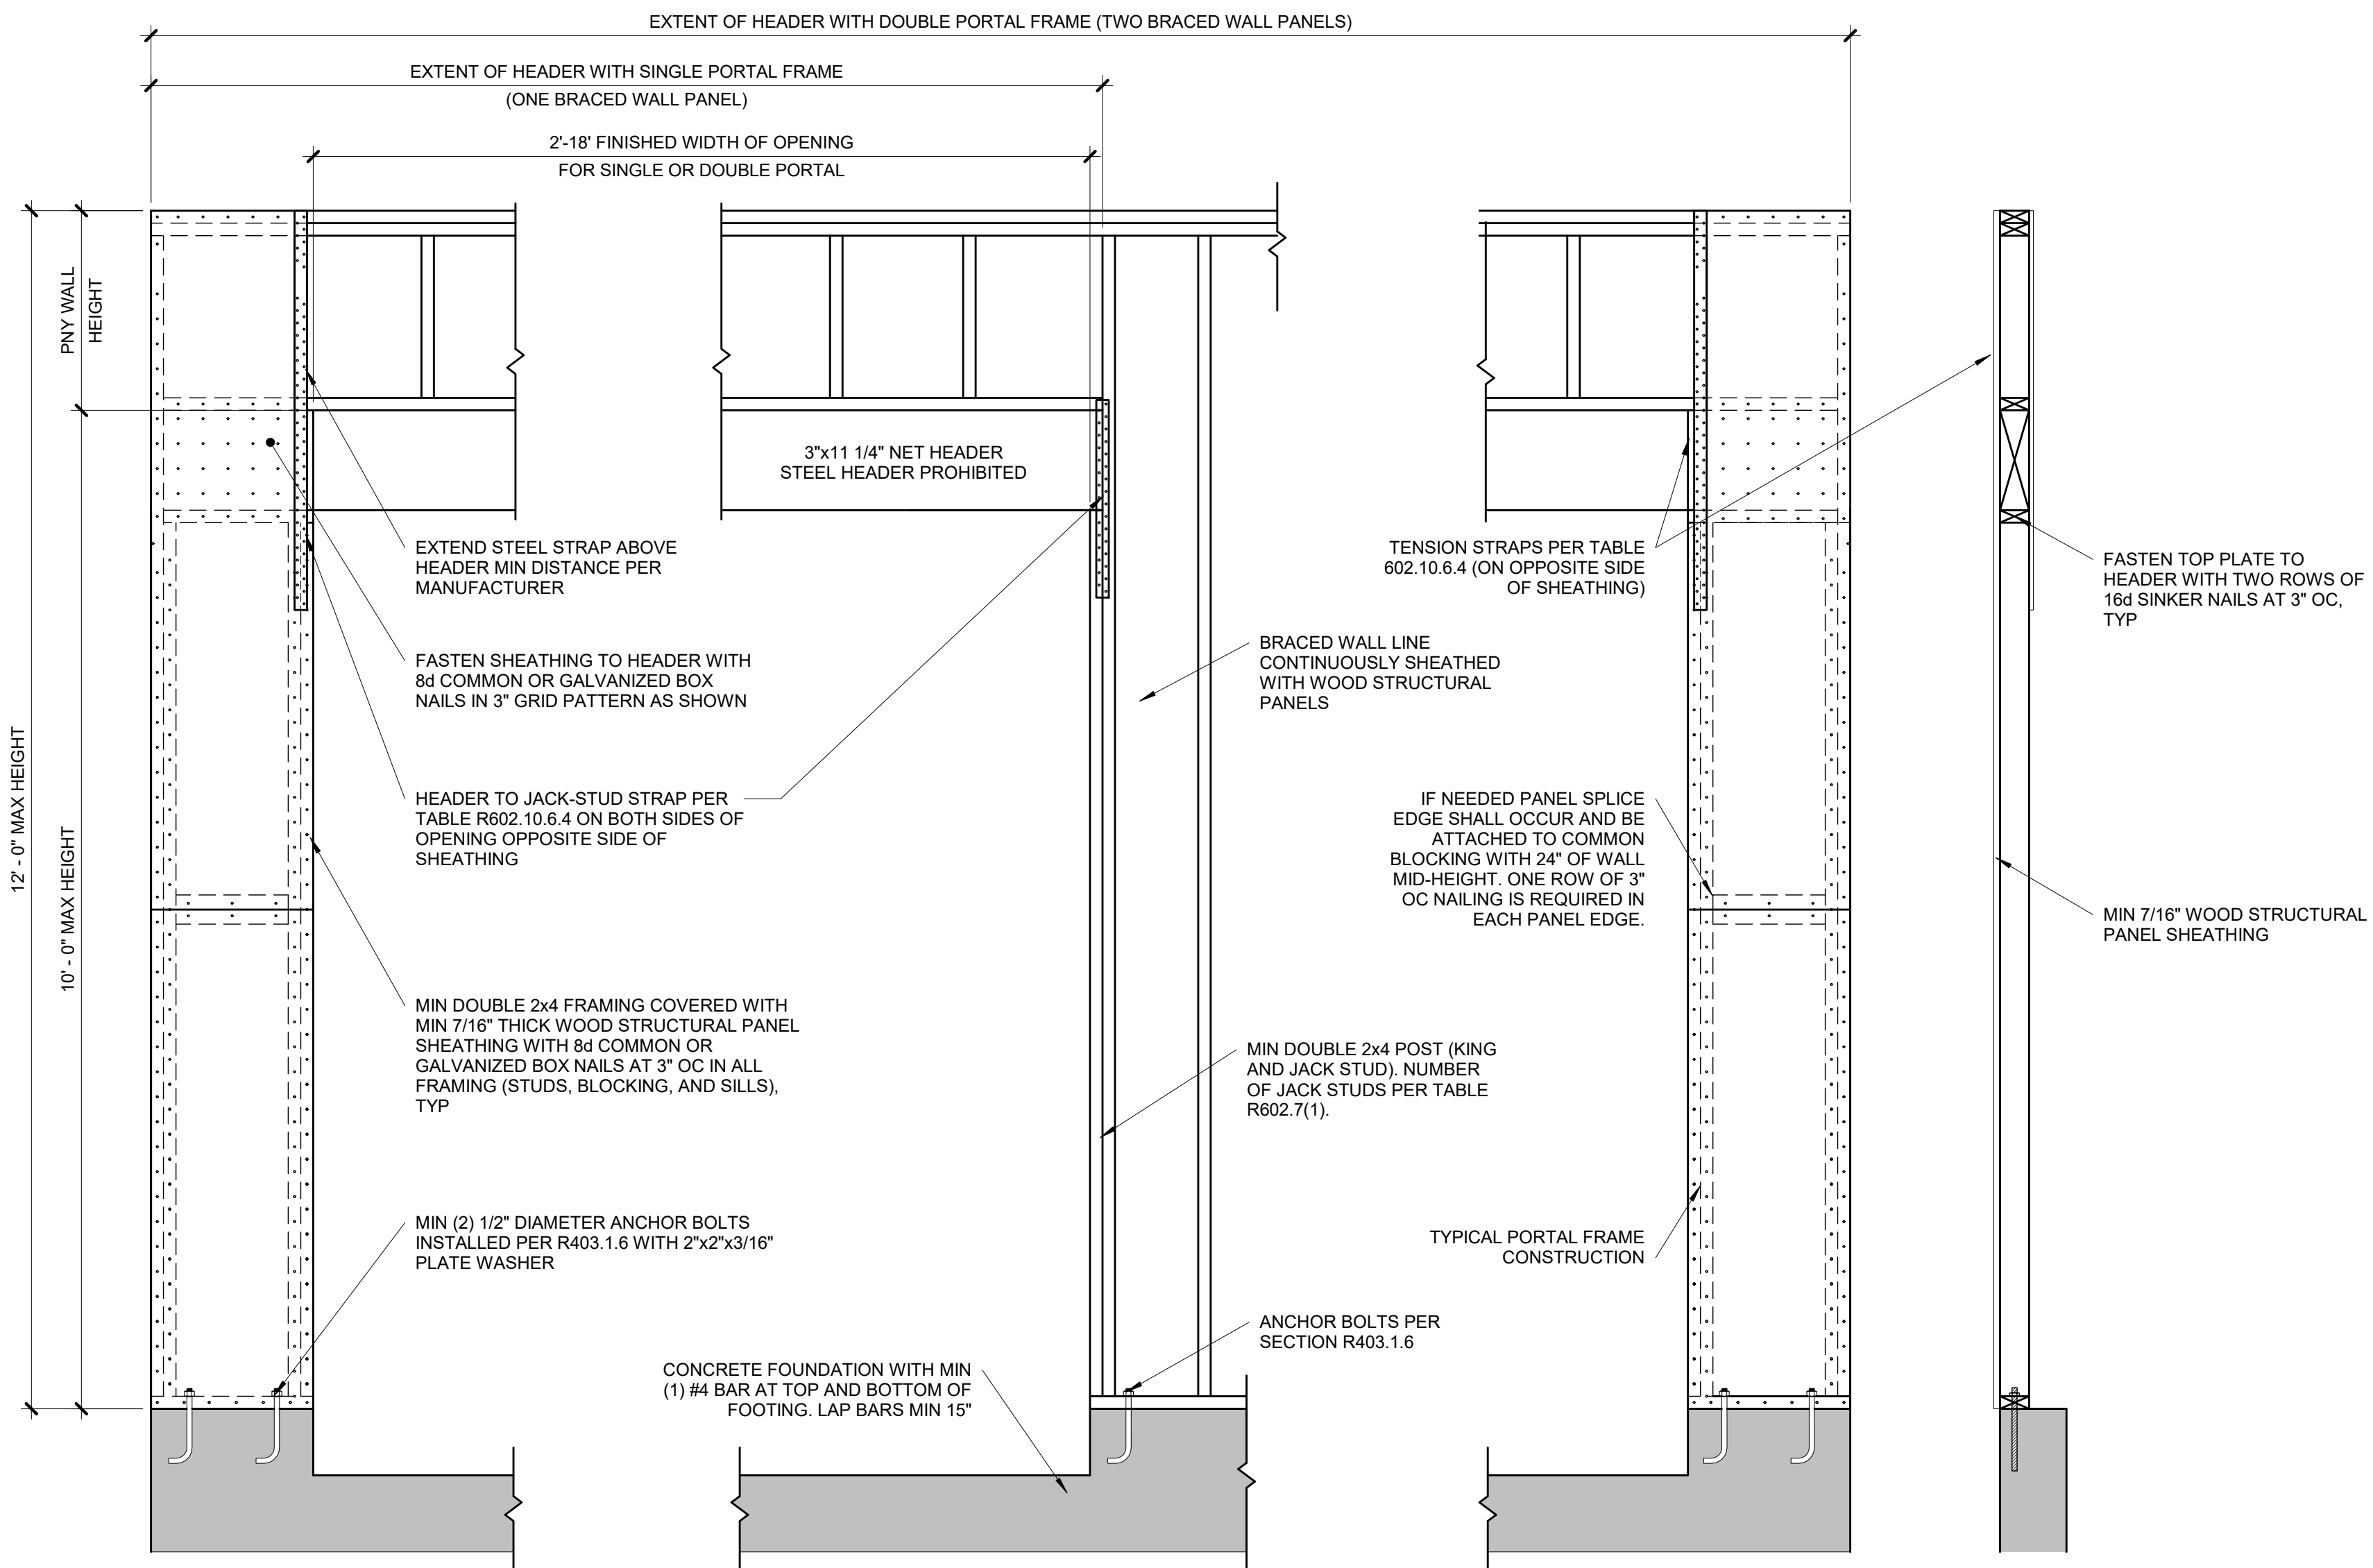 EXTENT OF HEADER WITH DOUBLE PORTAL FRAME (TWO BRACED WALL PANELS)
EXTENT OF HEADER WITH SINGLE PORTAL FRAME
(ONE BRACED WALL PANEL)
2'-18' FINISHED WIDTH OF OPENING
FOR SINGLE OR DOUBLE PORTAL
PNY WALL
HEIGHT
12' - 0" MAX HEIGHT
10' - 0" MAX HEIGHT
3"x11 1/4" NET HEADER
STEEL HEADER PROHIBITED
EXTEND STEEL STRAP ABOVE
HEADER MIN DISTANCE PER
MANUFACTURER
FASTEN SHEATHING TO HEADER WITH
8d COMMON OR GALVANIZED BOX
NAILS IN 3" GRID PATTERN AS SHOWN
HEADER TO JACK-STUD STRAP PER
TABLE R602.10.6.4 ON BOTH SIDES OF
OPENING OPPOSITE SIDE OF
SHEATHING
MIN DOUBLE 2x4 FRAMING COVERED WITH
MIN 7/16" THICK WOOD STRUCTURAL PANEL
SHEATHING WITH 8d COMMON OR
GALVANIZED BOX NAILS AT 3" OC IN ALL
FRAMING (STUDS, BLOCKING, AND SILLS),
TYP
MIN (2) 1/2" DIAMETER ANCHOR BOLTS
INSTALLED PER R403.1.6 WITH 2"x2"x3/16"
PLATE WASHER
CONCRETE FOUNDATION WITH MIN
(1) #4 BAR AT TOP AND BOTTOM OF
FOOTING. LAP BARS MIN 15"
BRACED WALL LINE
CONTINUOUSLY SHEATHED
WITH WOOD STRUCTURAL
PANELS
MIN DOUBLE 2x4 POST (KING
AND JACK STUD). NUMBER
OF JACK STUDS PER TABLE
R602.7(1).
ANCHOR BOLTS PER
SECTION R403.1.6
TENSION STRAPS PER TABLE
602.10.6.4 (ON OPPOSITE SIDE
OF SHEATHING)
IF NEEDED PANEL SPLICE
EDGE SHALL OCCUR AND BE
ATTACHED TO COMMON
BLOCKING WITH 24" OF WALL
MID-HEIGHT. ONE ROW OF 3"
OC NAILING IS REQUIRED IN
EACH PANEL EDGE.
TYPICAL PORTAL FRAME
CONSTRUCTION
FASTEN TOP PLATE TO
HEADER WITH TWO ROWS OF
16d SINKER NAILS AT 3" OC,
TYP
MIN 7/16" WOOD STRUCTURAL
PANEL SHEATHING